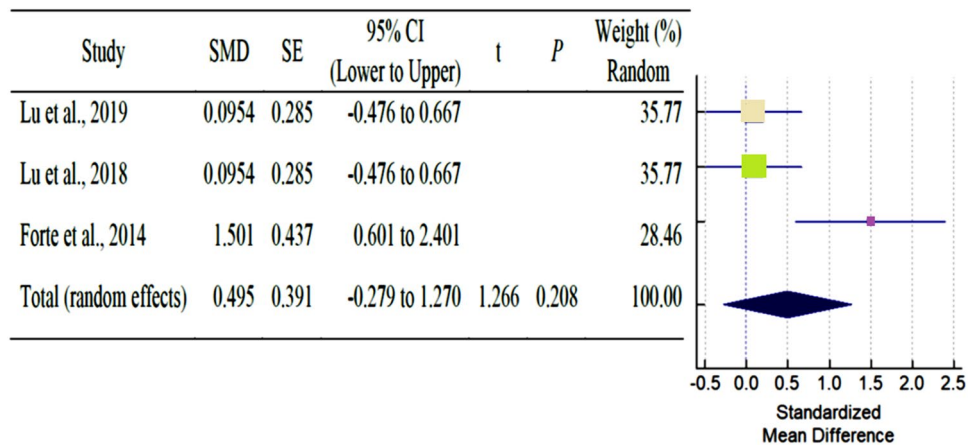 Study SMD SE 95% CI (Lower to Upper) t P Weight (%) Random
Lu et al., 2019 0.0954 0.285 -0.476 to 0.667 35.77
Lu et al., 2018 0.0954 0.285 -0.476 to 0.667 35.77
Forte et al., 2014 1.501 0.437 0.601 to 2.401 28.46
Total (random effects) 0.495 0.391 -0.279 to 1.270 1.266 0.208 100.00
-0.5 0.0 0.5 1.0 1.5 2.0 2.5
Standardized
Mean Difference